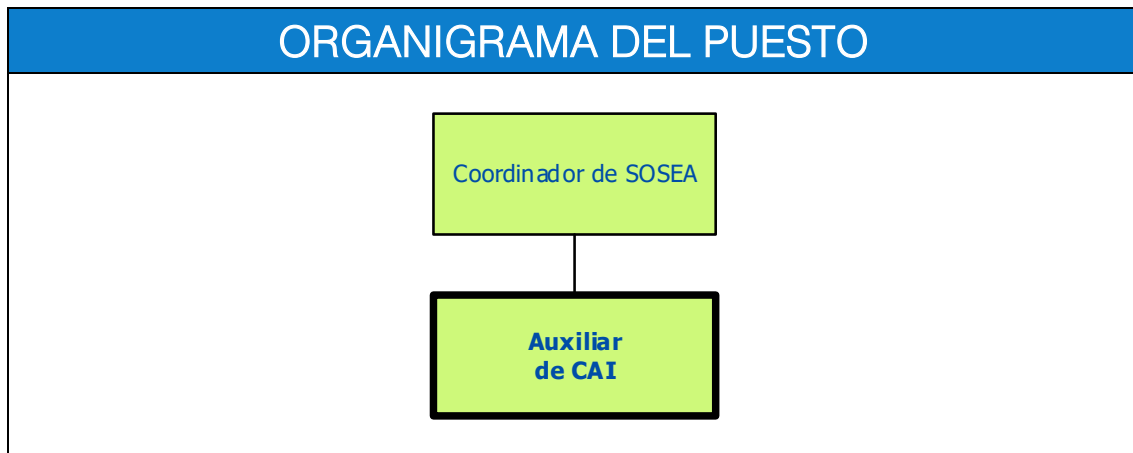 ORGANIGRAMA DEL PUESTO
Coordinador de SOSEA
Auxiliar
de CAI